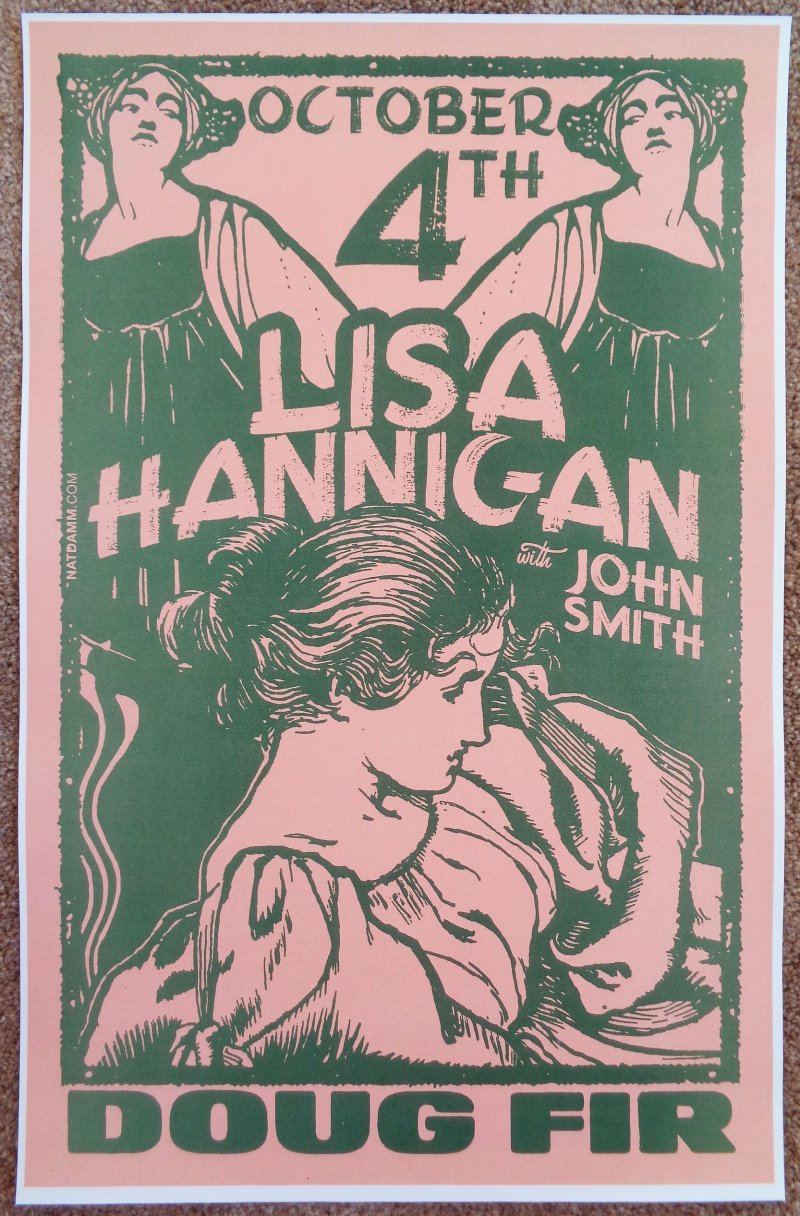 OCTOBER
4TH
LISA
HANNIGAN
with JOHN
SMITH
NATDAMM.COM
DOUG FIR